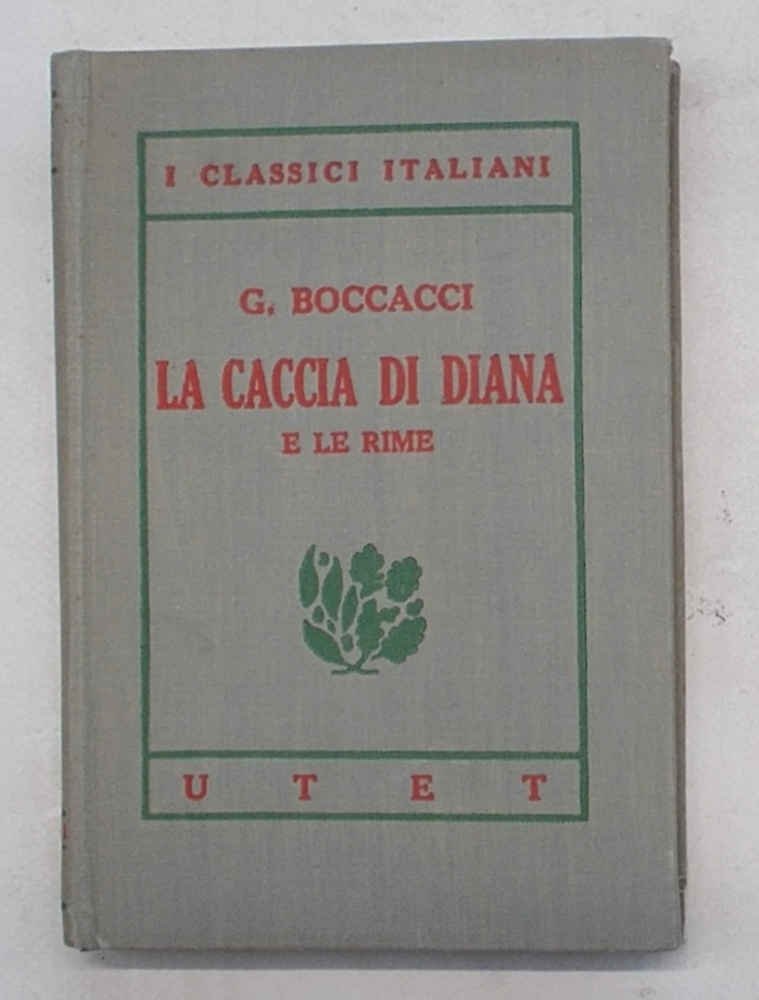 I CLASSICI ITALIANI
G. BOCCACCI
LA CACCIA DI DIANA
E LE RIME
U T E T